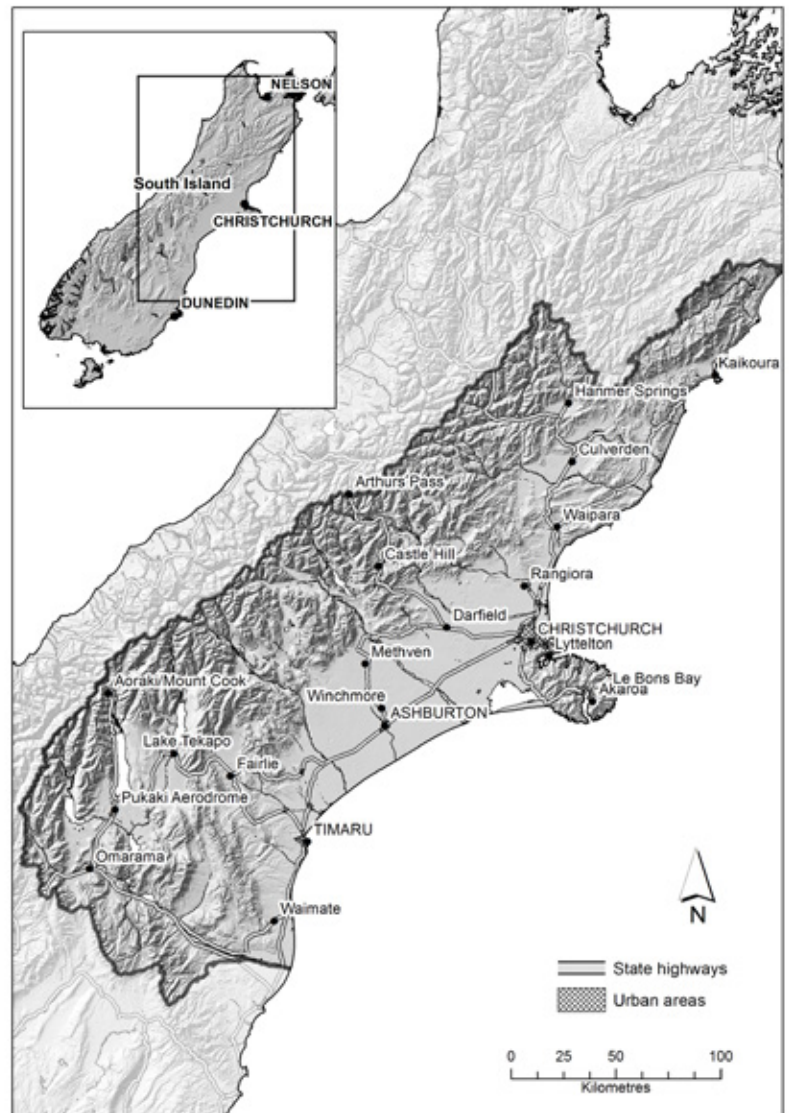 NELSON
South Island
CHRISTCHURCH
DUNEDIN
Kaikoura
Hanmer Springs
Culverden
Arthurs Pass
Waipara
Castle Hill
Rangiora
Darfield
CHRISTCHURCH
Lyttelton
Methven
Le Bons Bay
Aoraki/Mount Cook
Akaroa
Winchmore
ASHBURTON
Lake Tekapo
Fairlie
Pukaki Aerodrome
TIMARU
Omarama
Waimate
N
State highways
Urban areas
0 25 50 100
Kilometres